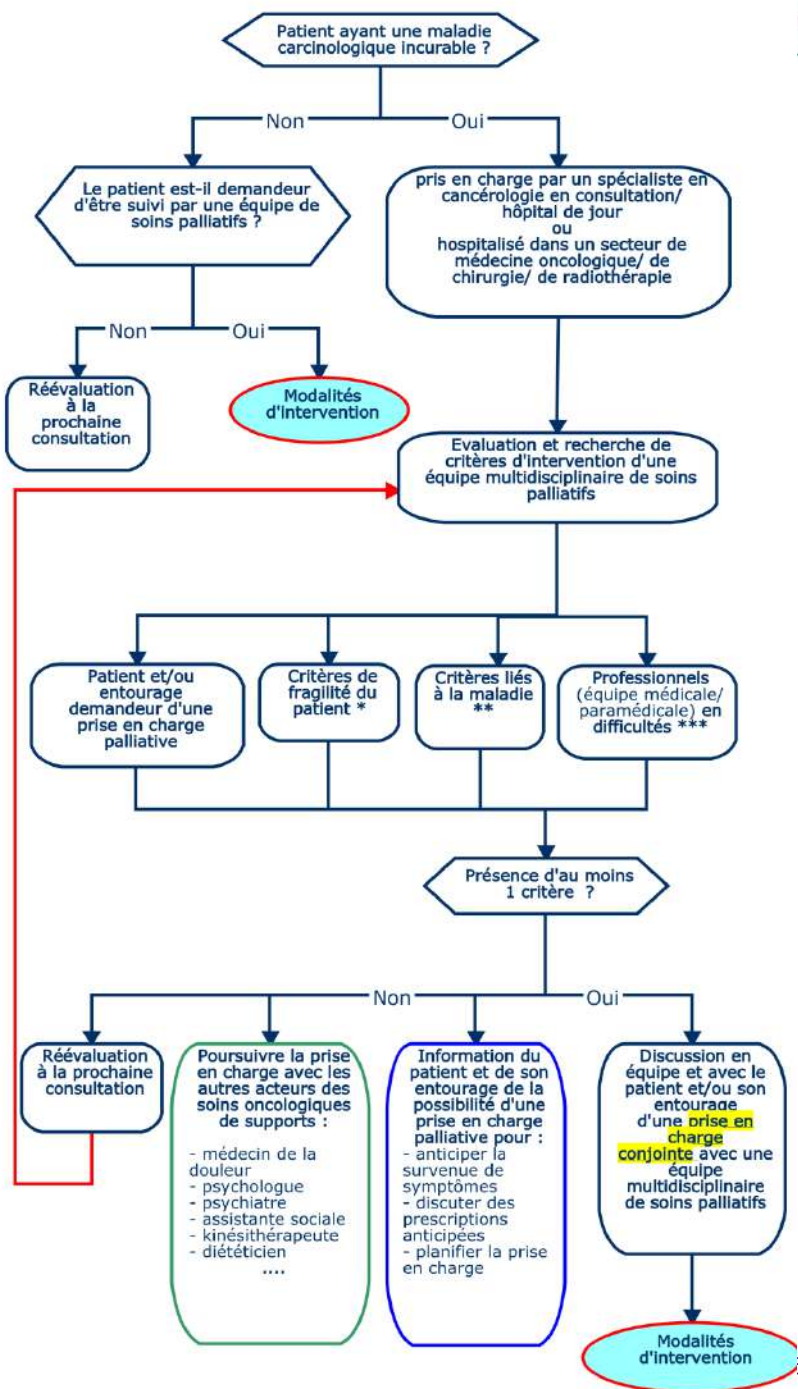 Patient ayant une maladie
carcinologique incurable ?
Non
Oui
Le patient est-il demandeur
d'être suivi par une équipe de
soins palliatifs ?
pris en charge par un spécialiste en
cancérologie en consultation/
hôpital de jour
ou
hospitalisé dans un secteur de
médecine oncologique/ de
chirurgie/ de radiothérapie
Non
Oui
Réévaluation
à la
prochaine
consultation
Modalités
d'intervention
Evaluation et recherche de
critères d'intervention d'une
équipe multidisciplinaire de soins
palliatifs
Patient et/ou
entourage
demandeur d'une
prise en charge
palliative
Critères de
fragilité du
patient *
Critères liés
à la maladie
**
Professionnels
(équipe médicale/
paramédicale) en
difficultés ***
Présence d'au moins
1 critère ?
Non
Oui
Réévaluation
à la prochaine
consultation
Poursuivre la prise
en charge avec les
autres acteurs des
soins oncologiques
de supports :
- médecin de la
douleur
- psychologue
- psychiatre
- assistante sociale
- kinésithérapeute
- diététicien
....
Information du
patient et de son
entourage de la
possibilité d'une
prise en charge
palliative pour :
- anticiper la
survenue de
symptômes
- discuter des
prescriptions
anticipées
- planifier la prise
en charge
Discussion en
équipe et avec le
patient et/ou son
entourage
d'une prise en
charge
conjointe avec une
équipe
multidisciplinaire
de soins palliatifs
Modalités
d'intervention